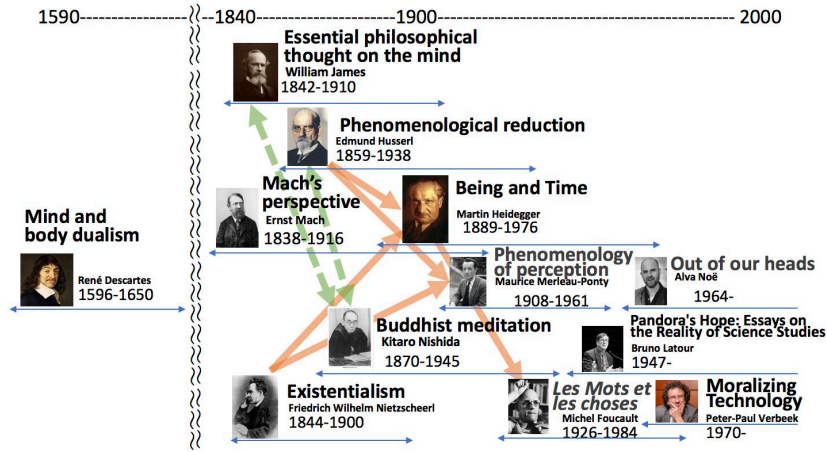 1590--------------- -1840---------------1900-----------------------------2000
Essential philosophical
thought on the mind
William James
1842-1910
Phenomenological reduction
Edmund Husserl
1859-1938
Mach's
perspective
Ernst Mach
1838-1916
Being and Time
Martin Heidegger
1889-1976
Mind and
body dualism
René Descartes
1596-1650
Phenomenology
of perception
Maurice Merleau-Ponty
1908-1961
Out of our heads
Alva Noë
1964-
Buddhist meditation
Kitaro Nishida
1870-1945
Pandora's Hope: Essays on
the Reality of Science Studies
Bruno Latour
1947-
Existentialism
Friedrich Wilhelm Nietzscheerl
1844-1900
Les Mots et
les choses
Michel Foucault
1926-1984
Moralizing
Technology
Peter-Paul Verbeek
1970-